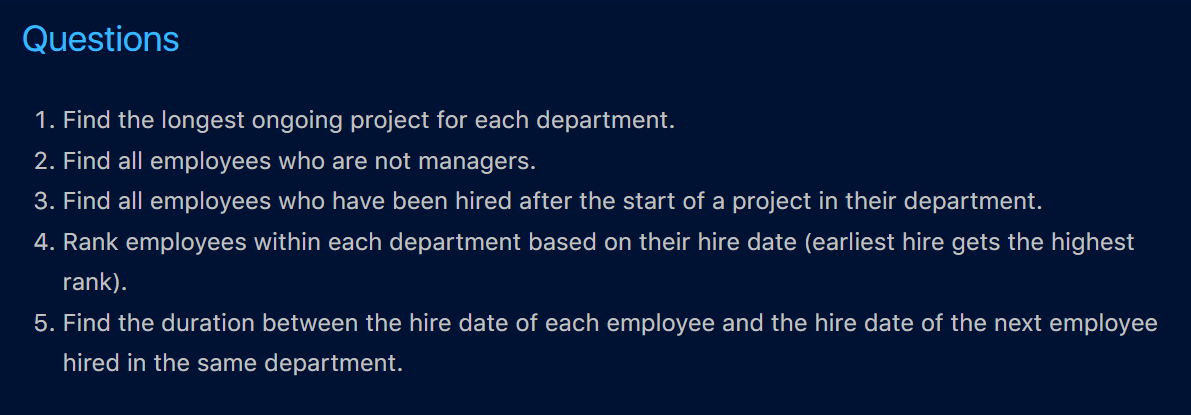 Questions
1. Find the longest ongoing project for each department.
2. Find all employees who are not managers.
3. Find all employees who have been hired after the start of a project in their department.
4. Rank employees within each department based on their hire date (earliest hire gets the highest
rank).
5. Find the duration between the hire date of each employee and the hire date of the next employee
hired in the same department.